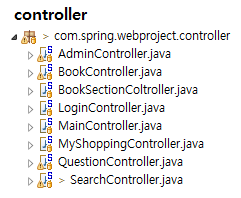 controller
> com.spring.webproject.controller
AdminController.java
BookController.java
BookSectionColtroller.java
LoginController.java
MainController.java
MyShoppingController.java
QuestionController.java
> SearchController.java